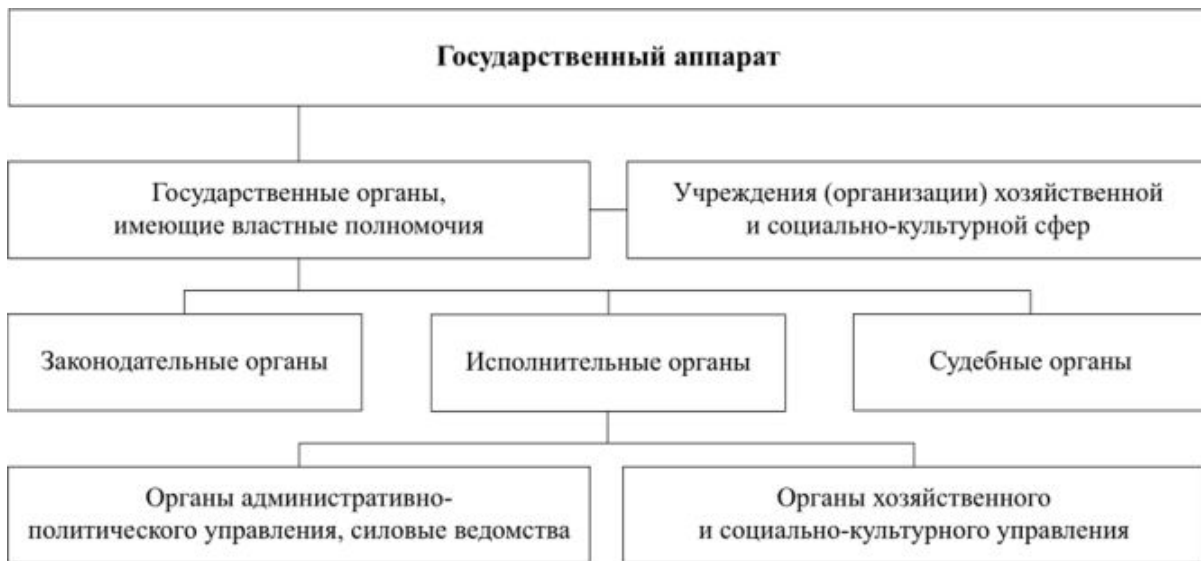 Государственный аппарат
Государственные органы,
имеющие властные полномочия
Учреждения (организации) хозяйственной
и социально-культурной сфер
Законодательные органы
Исполнительные органы
Судебные органы
Органы административно-
политического управления, силовые ведомства
Органы хозяйственного
и социально-культурного управления